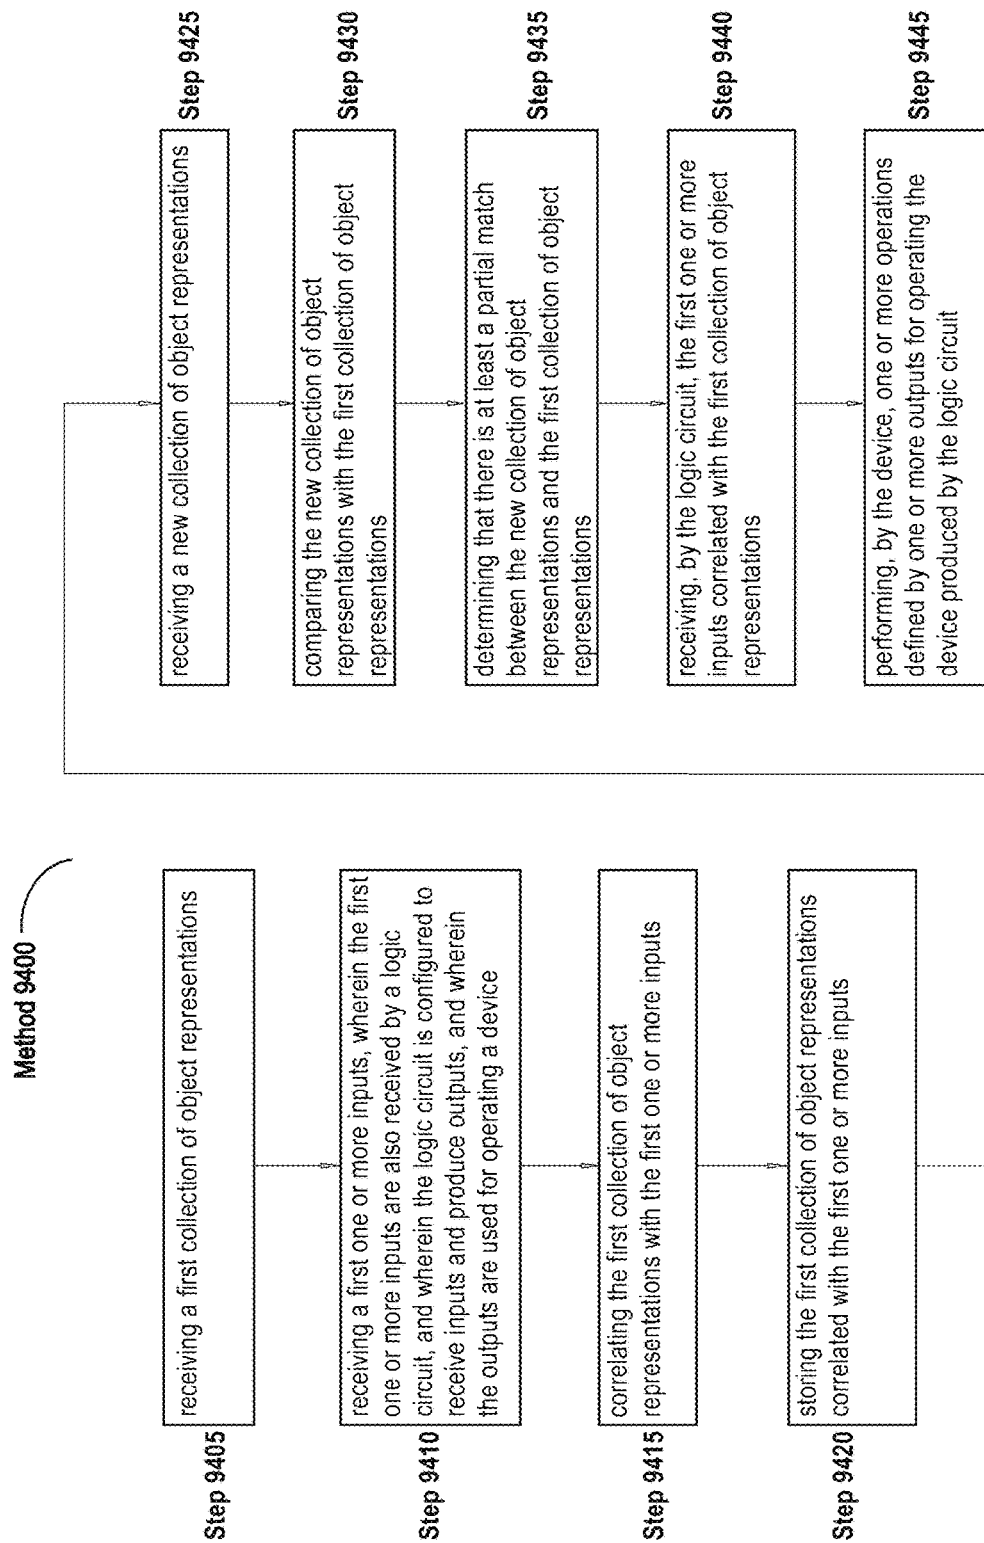 Method 9400
Step 9405
receiving a first collection of object representations
Step 9410
receiving a first one or more inputs, wherein the first
one or more inputs are also received by a logic
circuit, and wherein the logic circuit is configured to
receive inputs and produce outputs, and wherein
the outputs are used for operating a device
Step 9415
correlating the first collection of object
representations with the first one or more inputs
Step 9420
storing the first collection of object representations
correlated with the first one or more inputs
receiving a new collection of object representations
Step 9425
comparing the new collection of object
representations with the first collection of object
representations
Step 9430
determining that there is at least a partial match
between the new collection of object
representations and the first collection of object
representations
Step 9435
receiving, by the logic circuit, the first one or more
inputs correlated with the first collection of object
representations
Step 9440
performing, by the device, one or more operations
defined by one or more outputs for operating the
device produced by the logic circuit
Step 9445